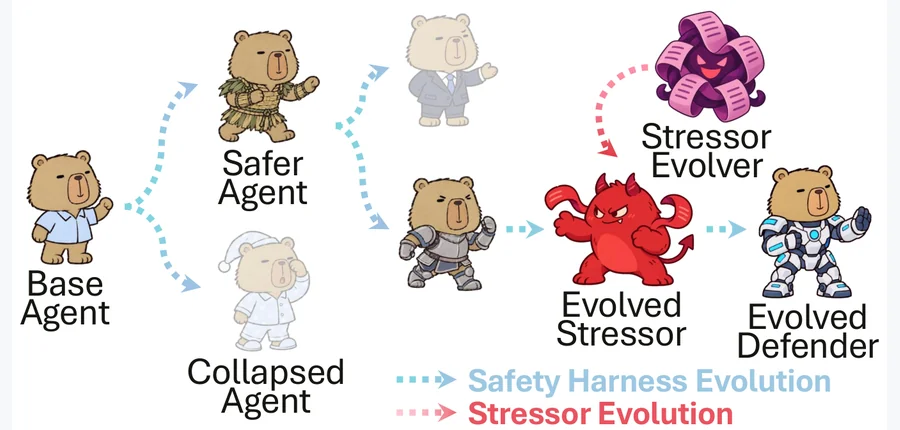 Safer
Agent
Stressor
Evolver
Base
Agent
Evolved
Stressor
Evolved
Defender
Collapsed
Agent
Safety Harness Evolution
Stressor Evolution